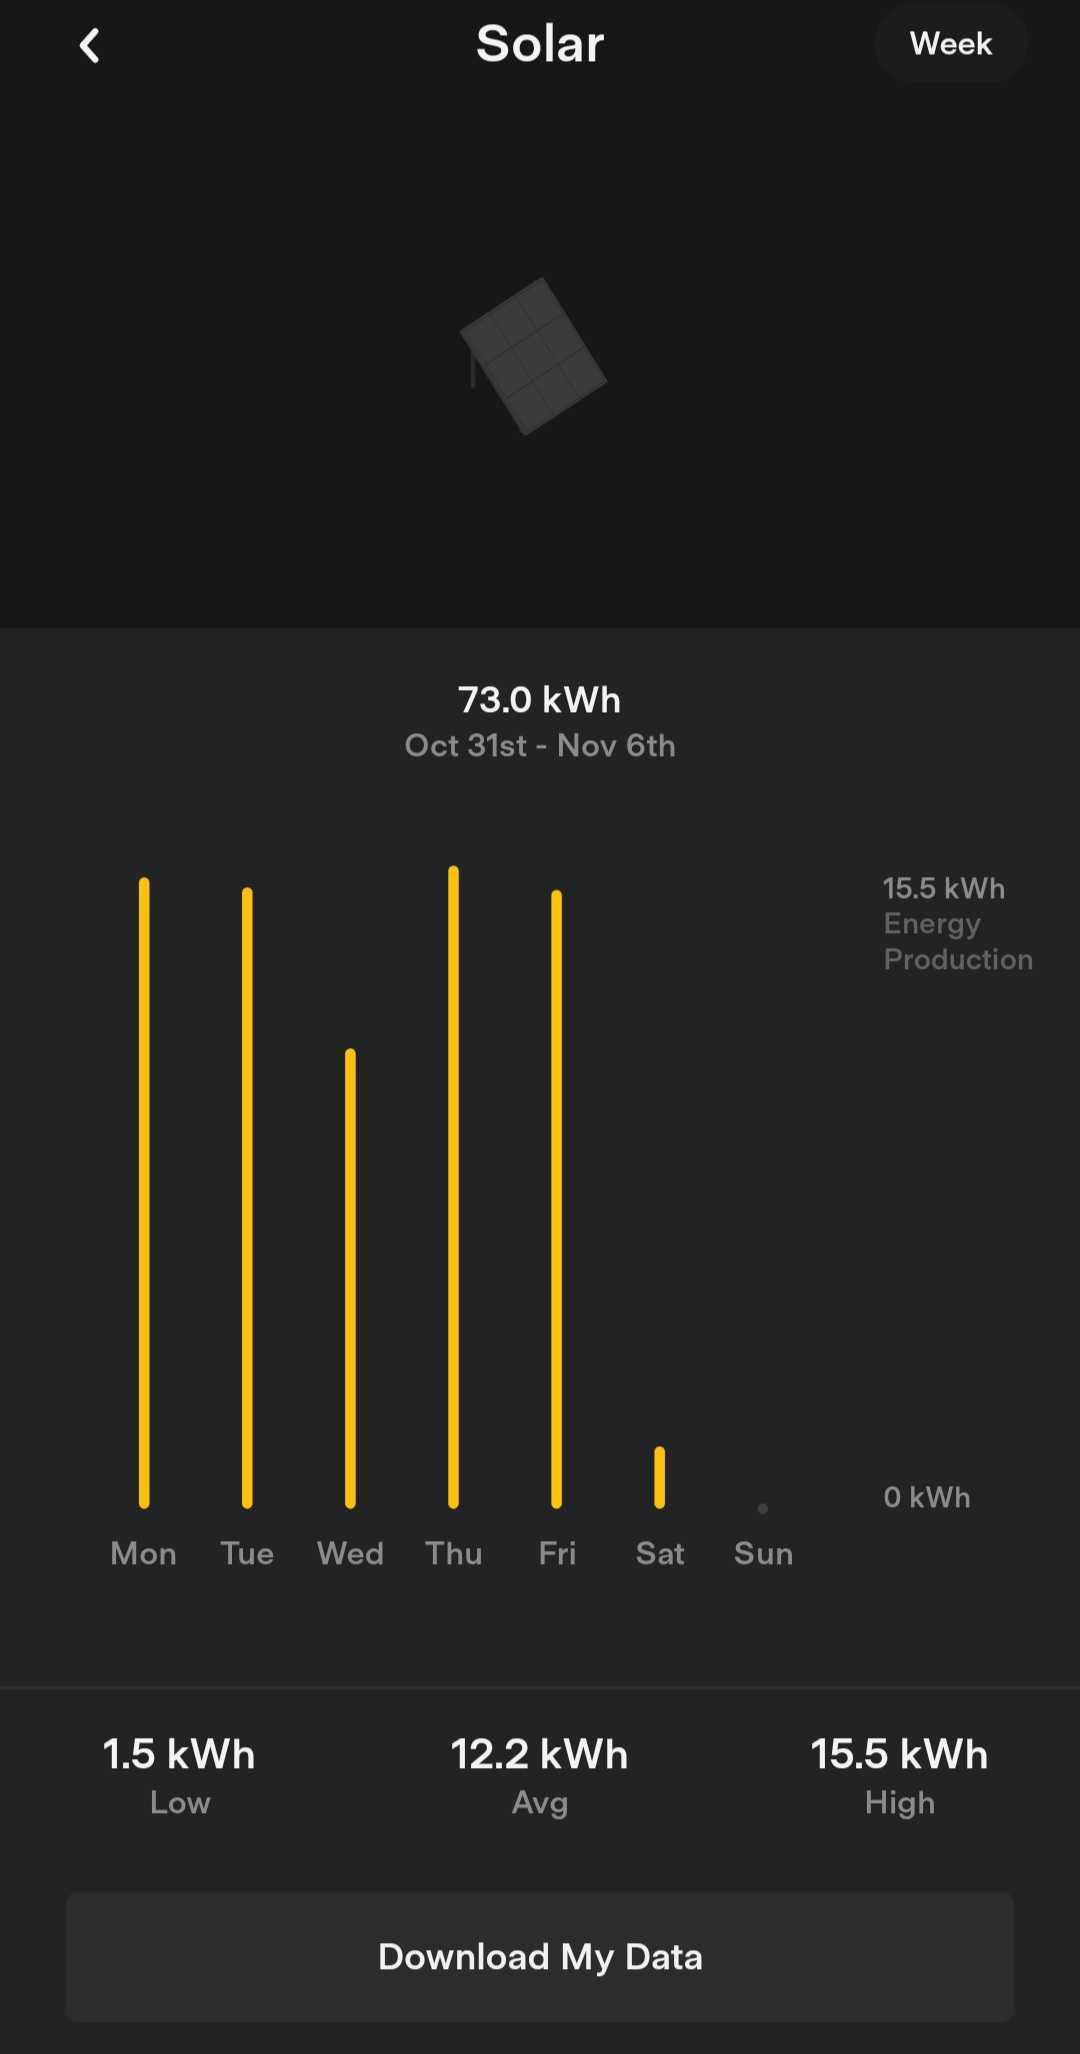 Solar
Week
73.0 kWh
Oct 31st - Nov 6th
15.5 kWh
Energy
Production
0 kWh
Mon Tue Wed Thu Fri Sat Sun
1.5 kWh 12.2 kWh 15.5 kWh
Low Avg High
Download My Data